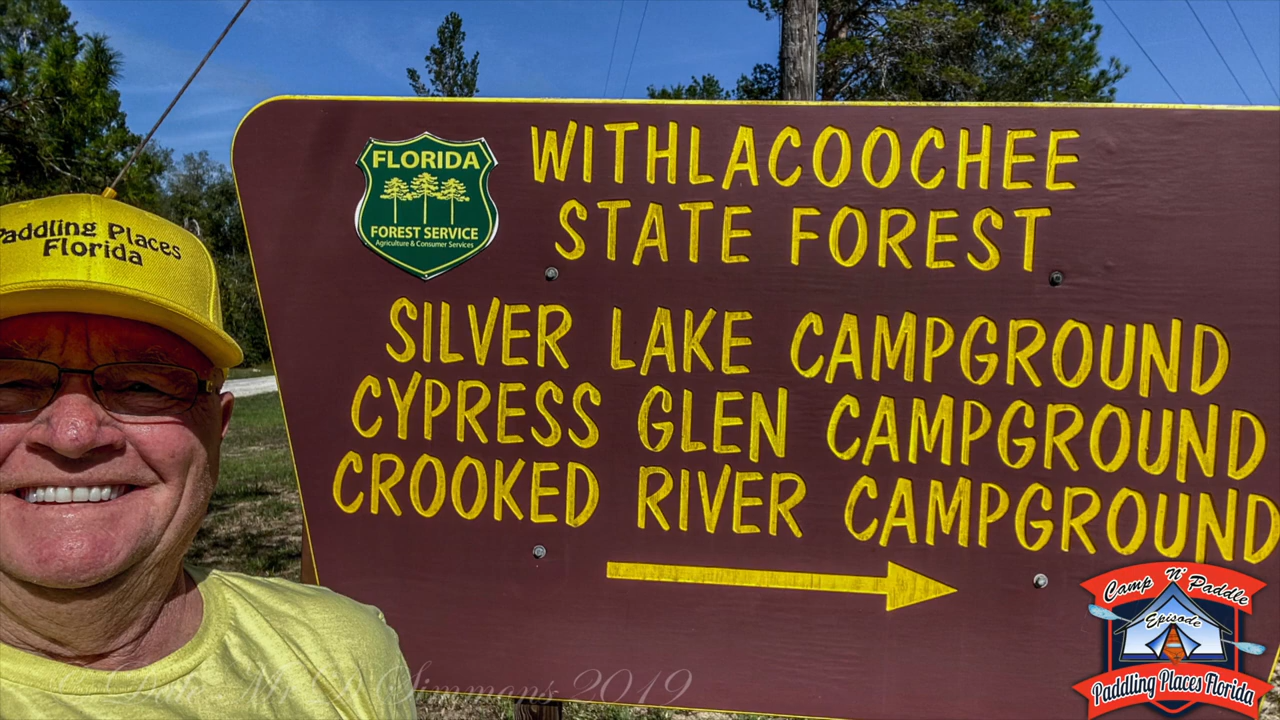 Paddling Places
Florida
FLORIDA
FOREST SERVICE
Agriculture & Consumer Services
WITHLACOOCHEE
STATE FOREST
SILVER LAKE CAMPGROUND
CYPRESS GLEN CAMPGROUND
CROOKED RIVER CAMPGROUND
Camp N' Paddle
Episode
Paddling Places Florida
Simmons 2019